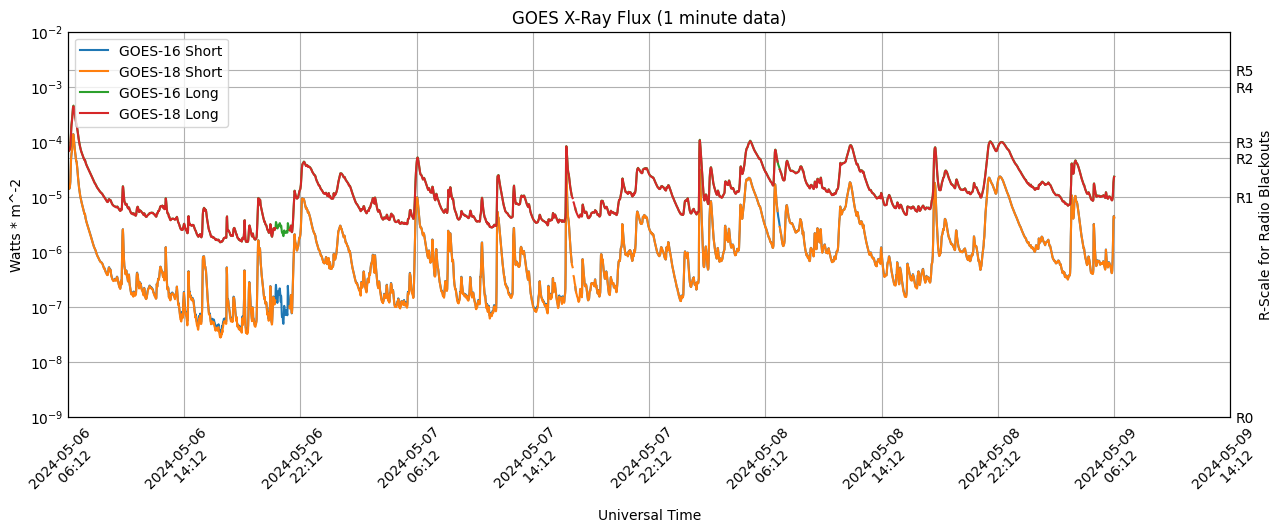 GOES X-Ray Flux (1 minute data)
GOES-16 Short
GOES-18 Short
GOES-16 Long
GOES-18 Long
Watts * m^-2
10^-2
10^-3
10^-4
10^-5
10^-6
10^-7
10^-8
10^-9
R5
R4
R3
R2
R1
R0
R-Scale for Radio Blackouts
2024-05-06
06:12
2024-05-06
14:12
2024-05-06
22:12
2024-05-07
06:12
2024-05-07
14:12
2024-05-07
22:12
2024-05-08
06:12
2024-05-08
14:12
2024-05-08
22:12
2024-05-09
06:12
2024-05-09
14:12
Universal Time